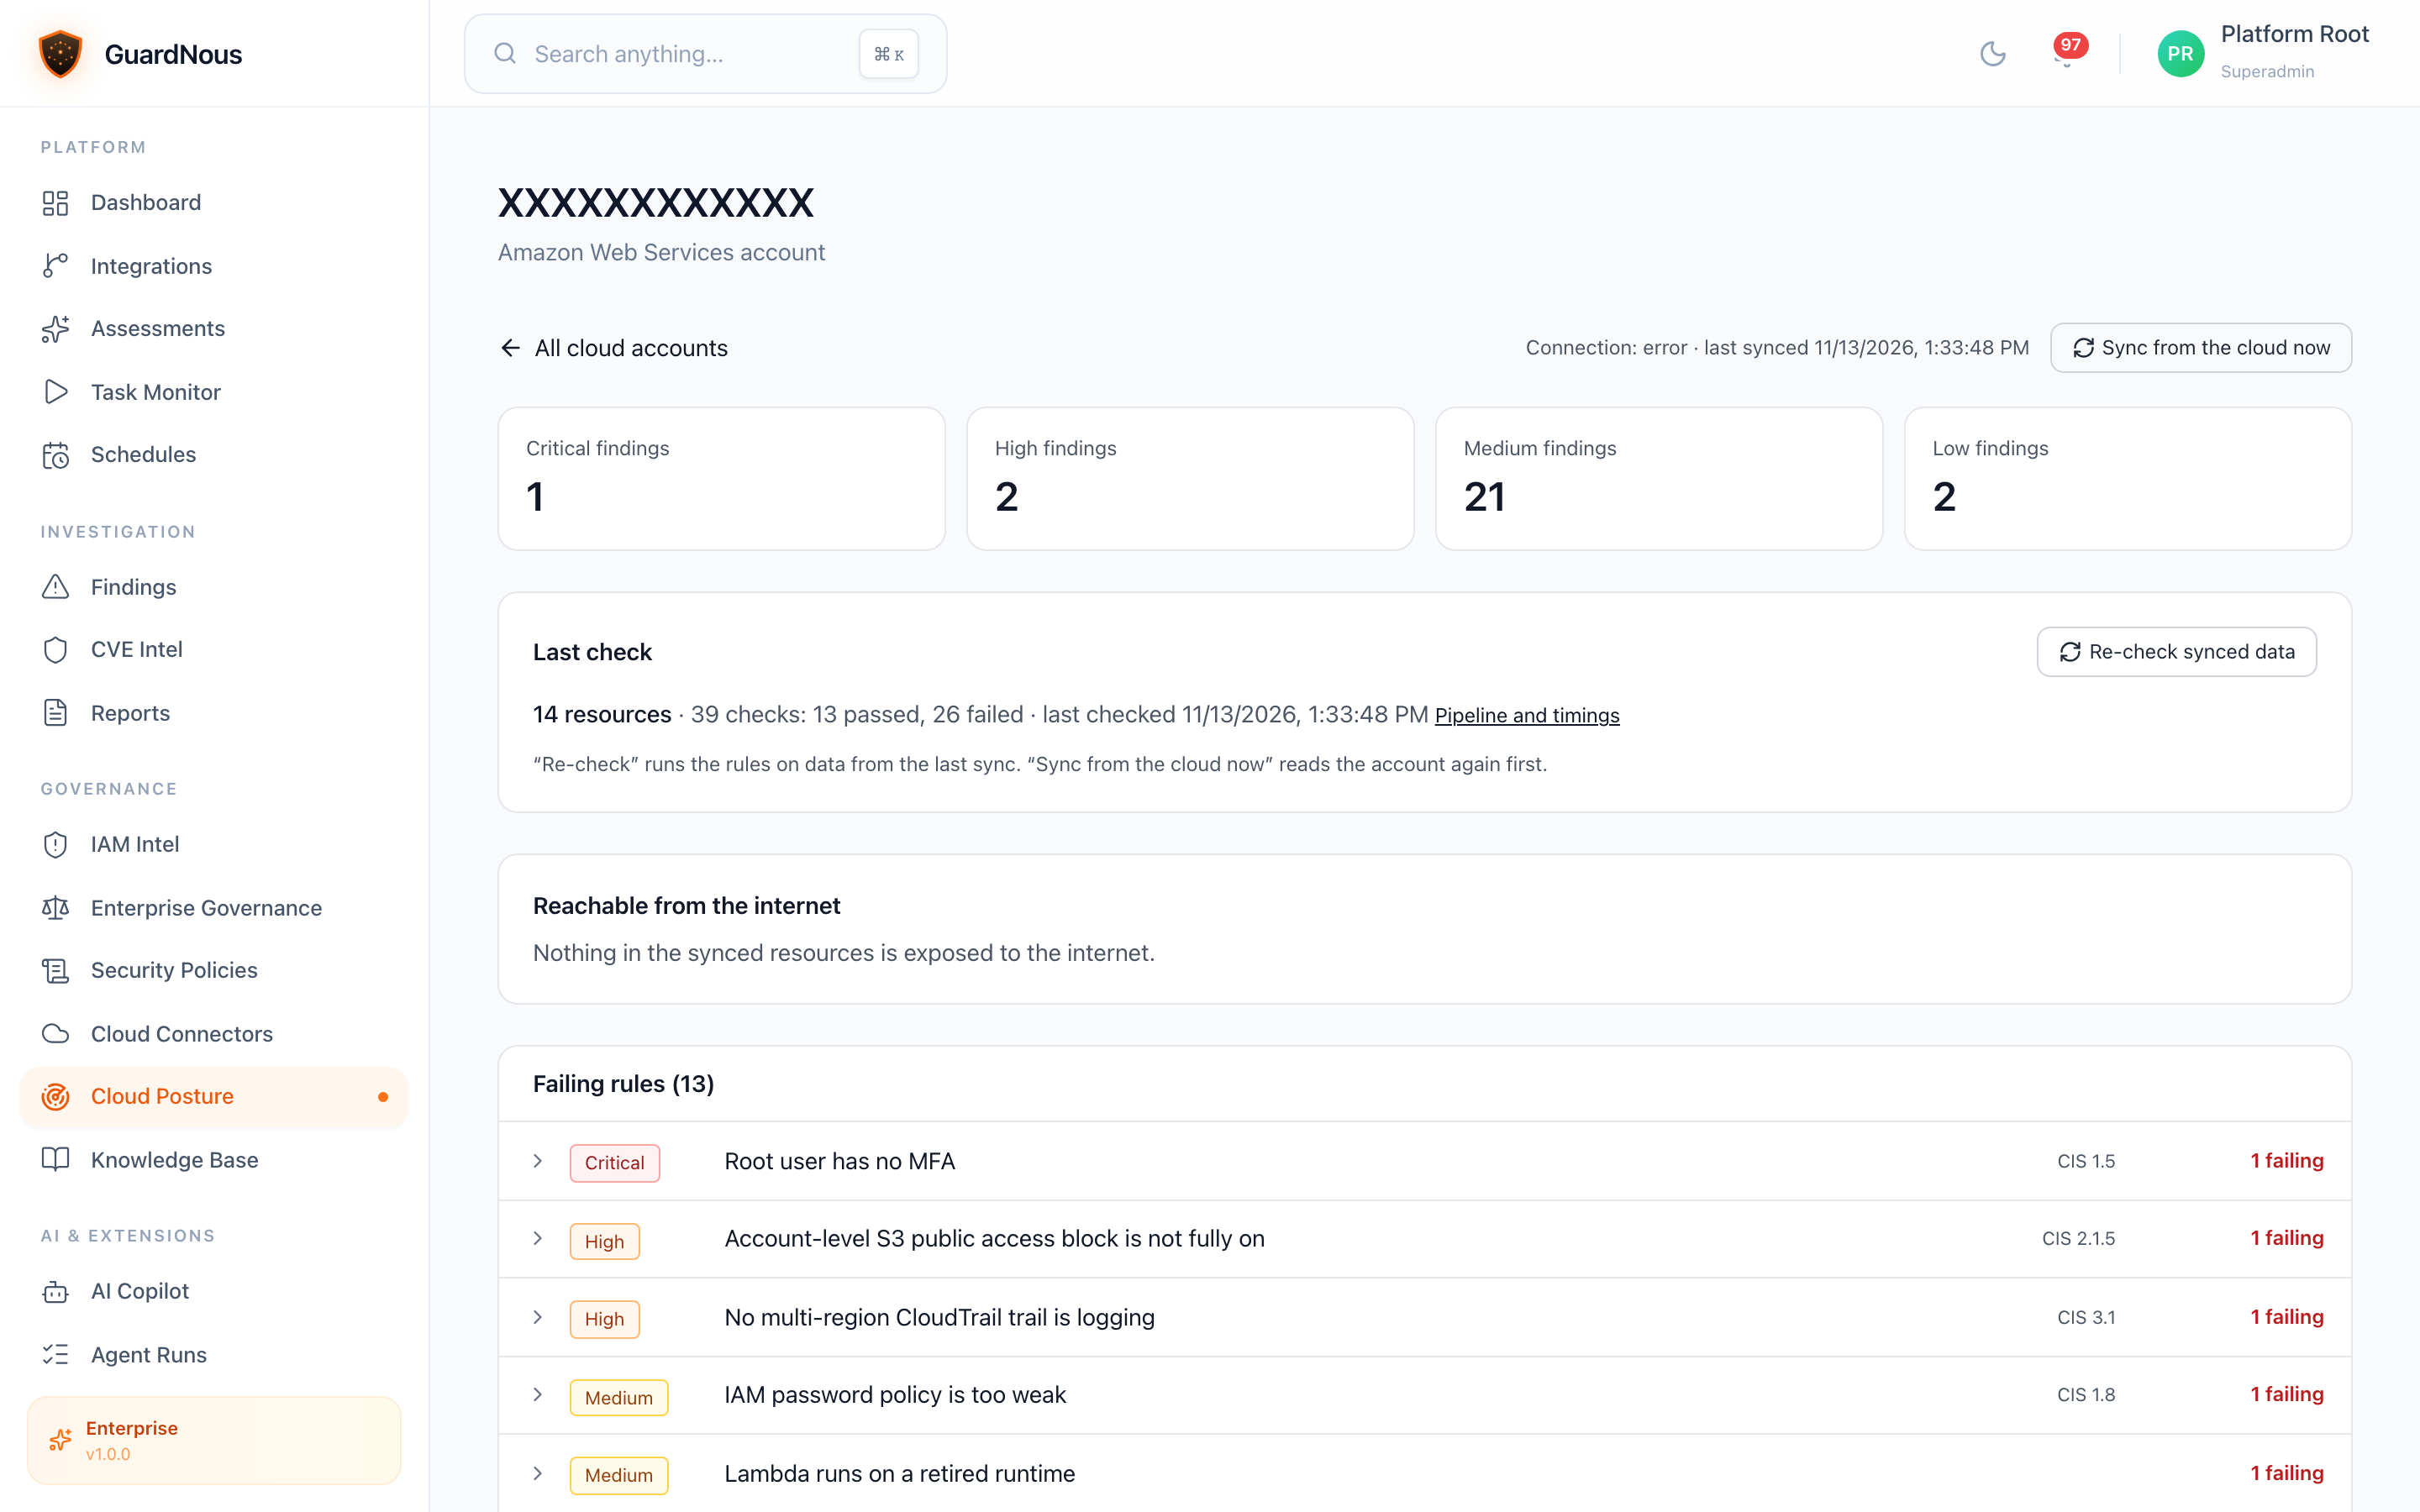 GuardNous
Search anything...
⌘ K
97
PR
Platform Root
Superadmin
PLATFORM
Dashboard
Integrations
Assessments
Task Monitor
Schedules
INVESTIGATION
Findings
CVE Intel
Reports
GOVERNANCE
IAM Intel
Enterprise Governance
Security Policies
Cloud Connectors
Cloud Posture
Knowledge Base
AI & EXTENSIONS
AI Copilot
Agent Runs
Enterprise
v1.0.0
XXXXXXXXXXXX
Amazon Web Services account
All cloud accounts
Connection: error · last synced 11/13/2026, 1:33:48 PM
Sync from the cloud now
Critical findings
1
High findings
2
Medium findings
21
Low findings
2
Last check
Re-check synced data
14 resources · 39 checks: 13 passed, 26 failed · last checked 11/13/2026, 1:33:48 PM Pipeline and timings
“Re-check” runs the rules on data from the last sync. “Sync from the cloud now” reads the account again first.
Reachable from the internet
Nothing in the synced resources is exposed to the internet.
Failing rules (13)
Critical Root user has no MFA CIS 1.5 1 failing
High Account-level S3 public access block is not fully on CIS 2.1.5 1 failing
High No multi-region CloudTrail trail is logging CIS 3.1 1 failing
Medium IAM password policy is too weak CIS 1.8 1 failing
Medium Lambda runs on a retired runtime 1 failing